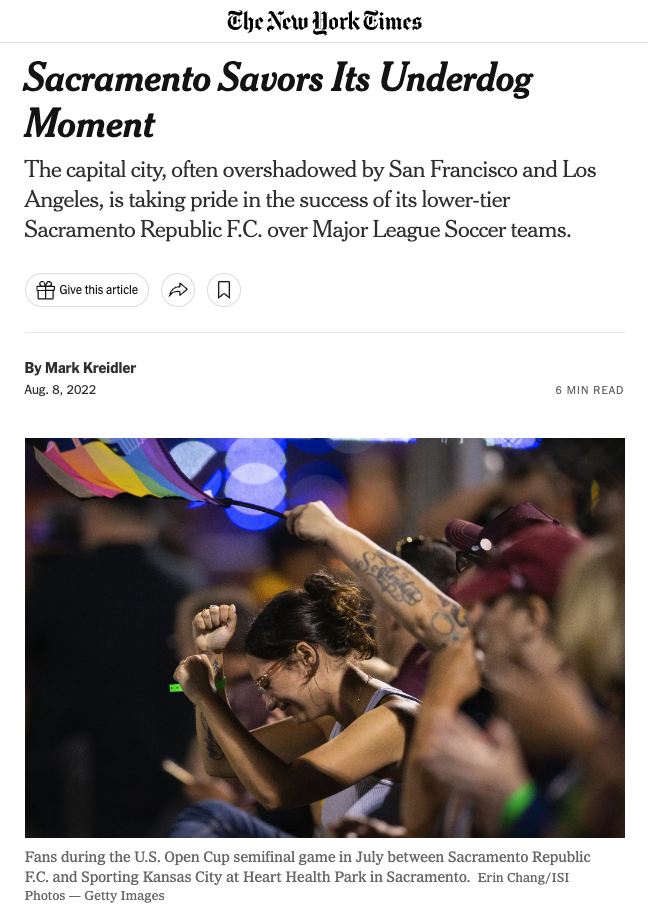 The New York Times
Sacramento Savors Its Underdog
Moment
The capital city, often overshadowed by San Francisco and Los
Angeles, is taking pride in the success of its lower-tier
Sacramento Republic F.C. over Major League Soccer teams.
Give this article
By Mark Kreidler
Aug. 8, 2022
6 MIN READ
Fans during the U.S. Open Cup semifinal game in July between Sacramento Republic
F.C. and Sporting Kansas City at Heart Health Park in Sacramento. Erin Chang/ISI
Photos — Getty Images